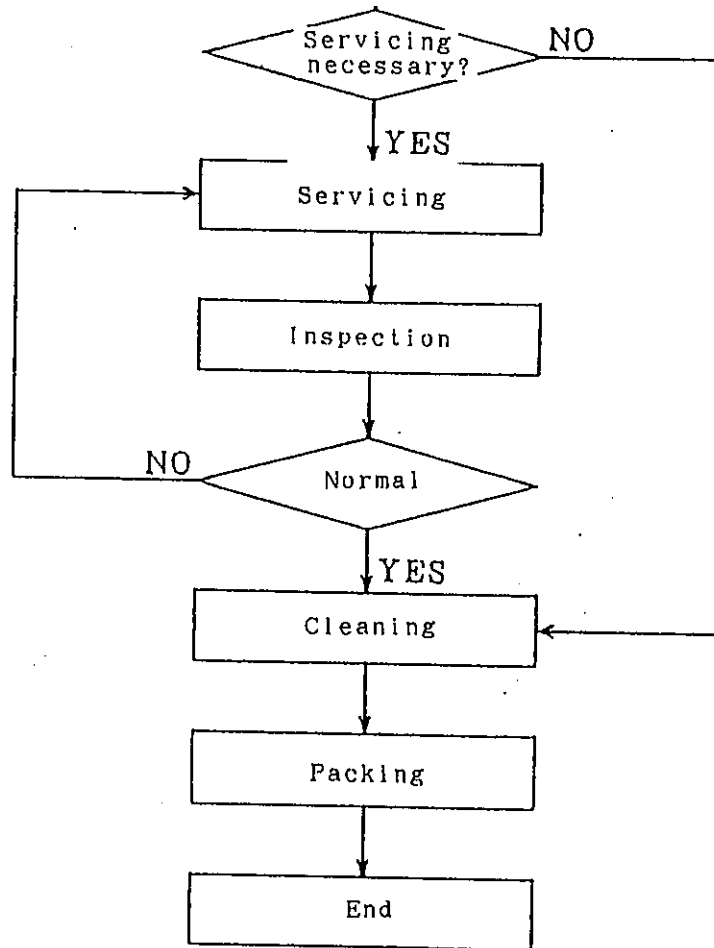 Servicing
necessary?
NO
YES
Servicing
Inspection
NO
Normal
YES
Cleaning
Packing
End